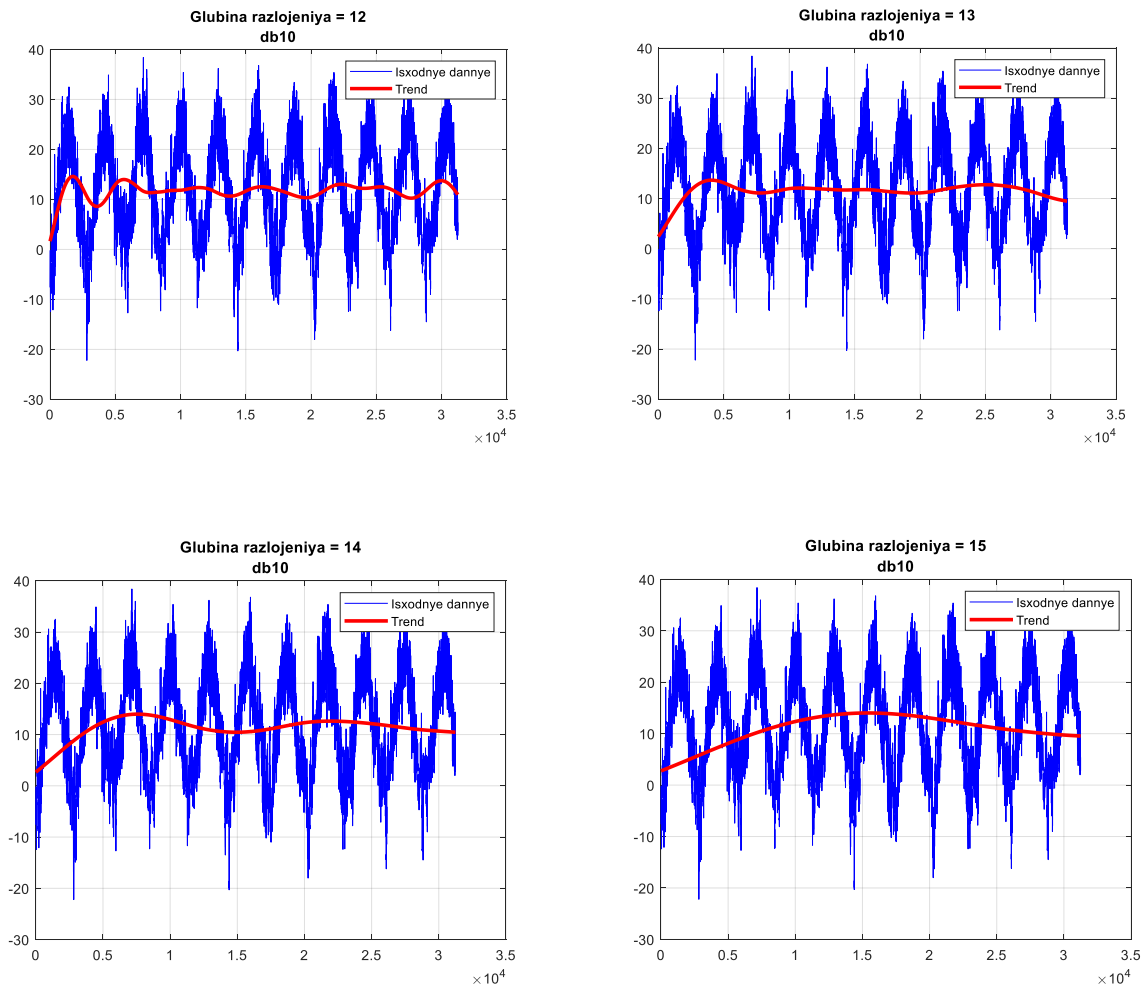 Glubina razlojeniya = 12
db10
40
30
20
10
0
-10
-20
-30
0 0.5 1 1.5 2 2.5 3 3.5
×10^4
Isxodnye dannye
Trend
Glubina razlojeniya = 13
db10
40
30
20
10
0
-10
-20
-30
0 0.5 1 1.5 2 2.5 3 3.5
×10^4
Isxodnye dannye
Trend
Glubina razlojeniya = 14
db10
40
30
20
10
0
-10
-20
-30
0 0.5 1 1.5 2 2.5 3 3.5
×10^4
Isxodnye dannye
Trend
Glubina razlojeniya = 15
db10
40
30
20
10
0
-10
-20
-30
0 0.5 1 1.5 2 2.5 3 3.5
×10^4
Isxodnye dannye
Trend